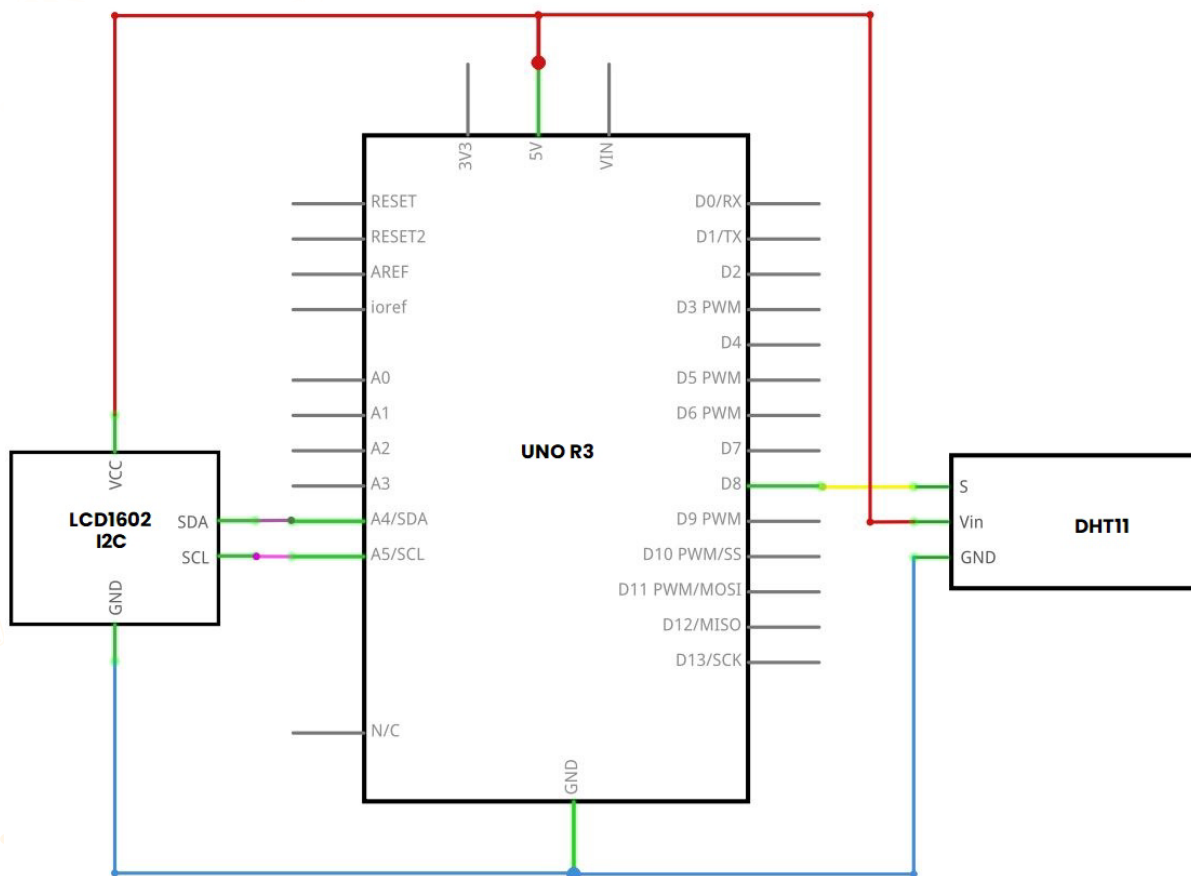 3V3
5V
VIN
RESET
RESET2
AREF
ioref
A0
A1
A2
A3
A4/SDA
A5/SCL
N/C
UNO R3
D0/RX
D1/TX
D2
D3 PWM
D4
D5 PWM
D6 PWM
D7
D8
D9 PWM
D10 PWM/SS
D11 PWM/MOSI
D12/MISO
D13/SCK
GND
VCC
LCD1602
I2C
SDA
SCL
GND
S
Vin
GND
DHT11